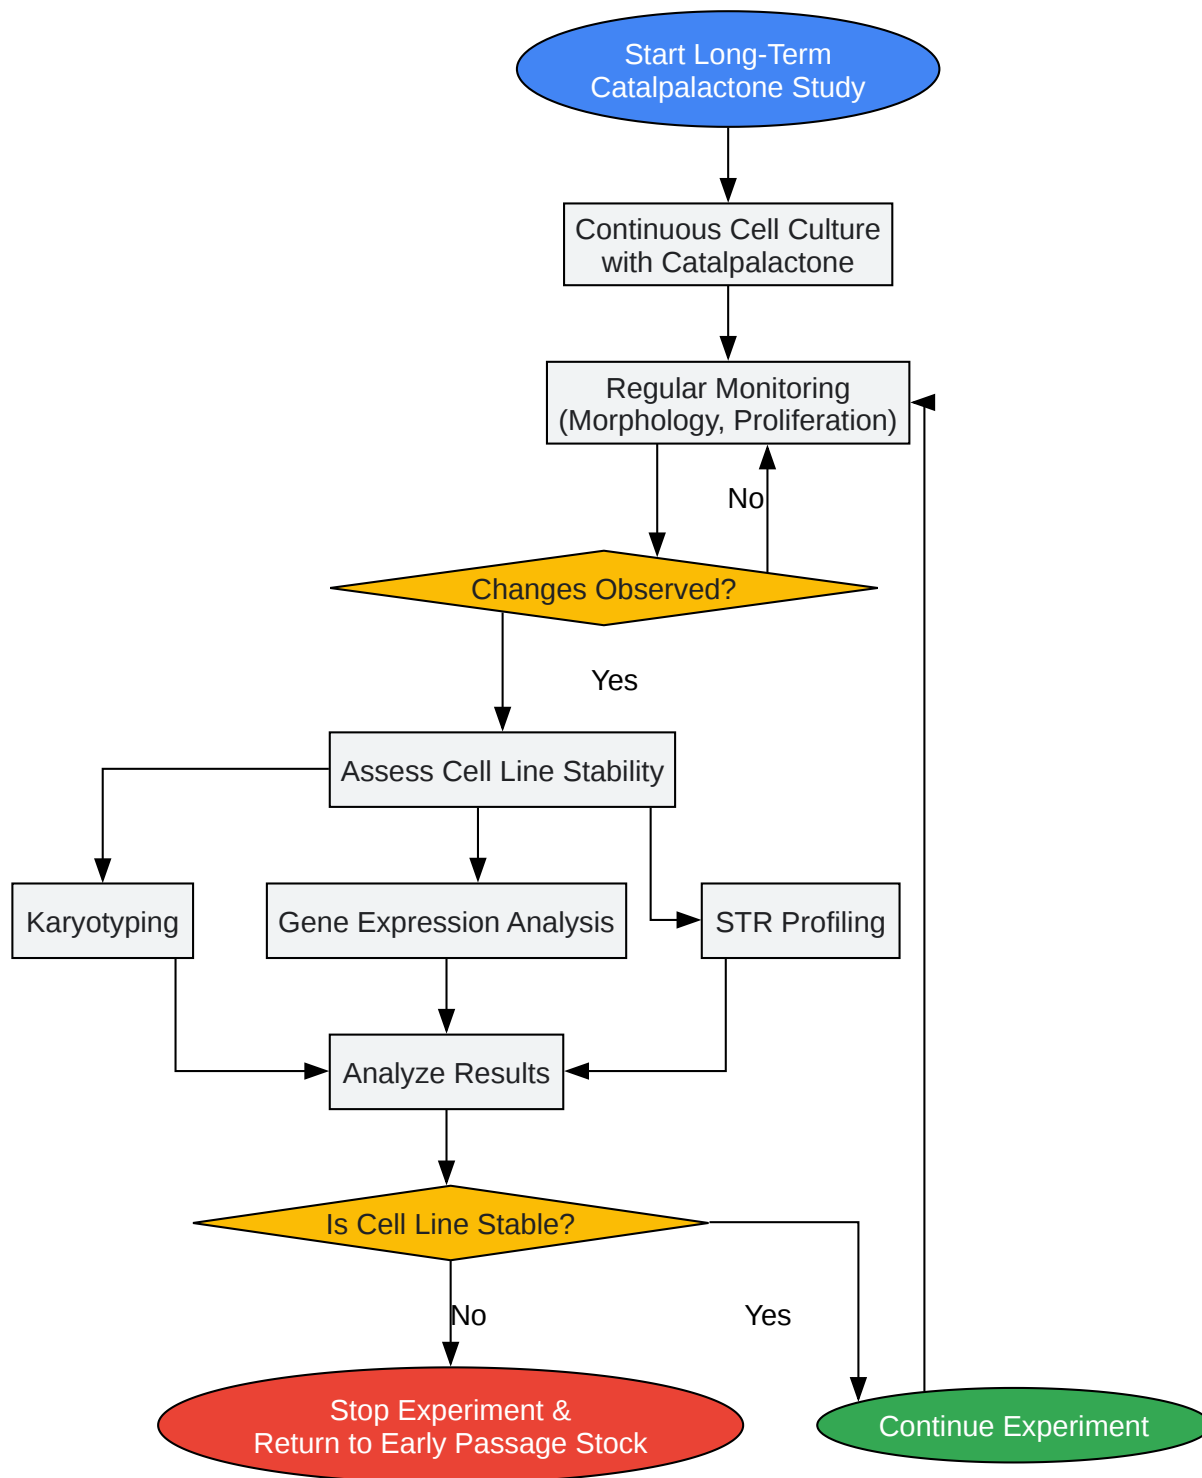 Start Long-Term
Catalpalactone Study
Continuous Cell Culture
with Catalpalactone
Regular Monitoring
(Morphology, Proliferation)
No
Changes Observed?
Yes
Assess Cell Line Stability
Karyotyping
Gene Expression Analysis
STR Profiling
Analyze Results
Is Cell Line Stable?
No
Yes
Stop Experiment &
Return to Early Passage Stock
Continue Experiment